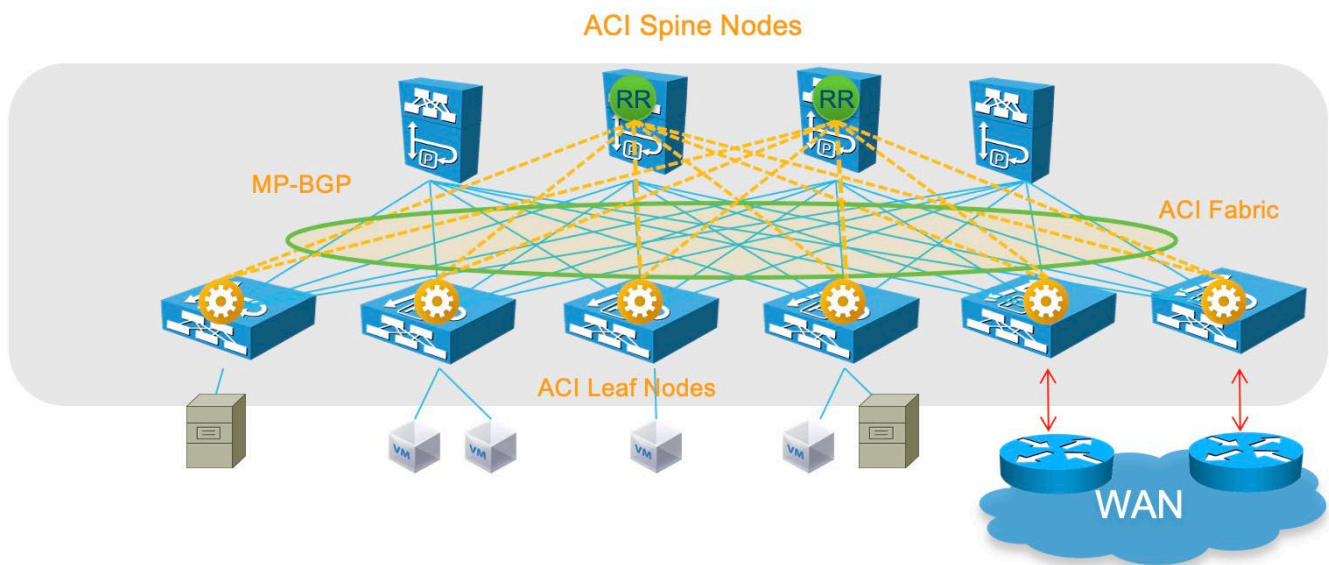 ACI Spine Nodes
RR
RR
P
P
P
P
MP-BGP
ACI Fabric
ACI Leaf Nodes
VM
VM
VM
VM
WAN